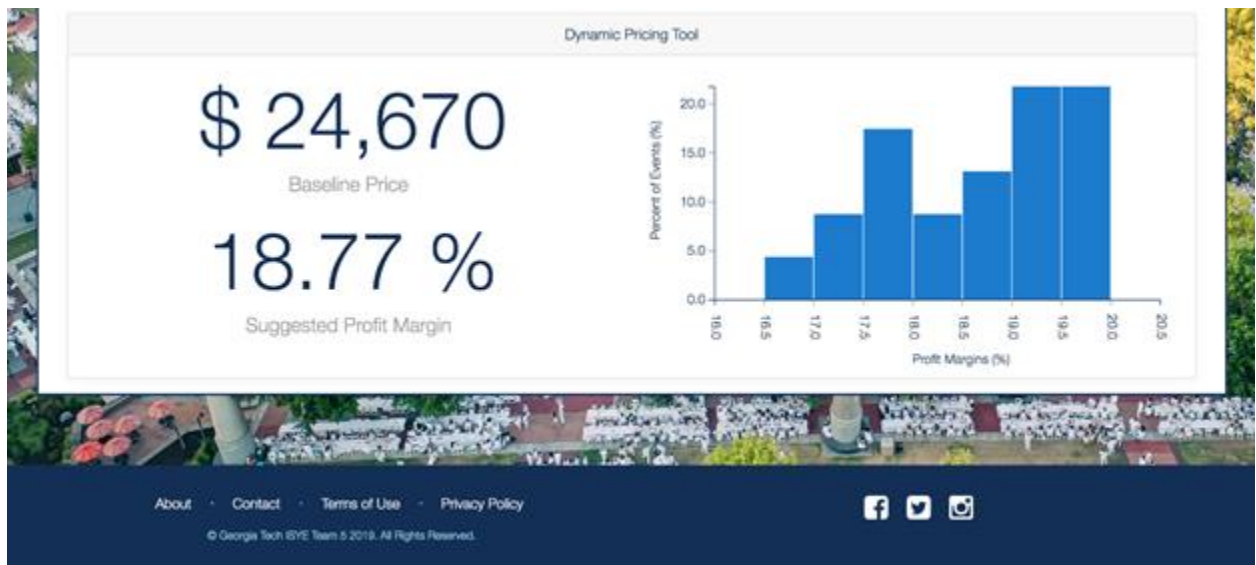 Dynamic Pricing Tool
$ 24,670
Baseline Price
18.77 %
Suggested Profit Margin
Percent of Events (%)
20.0
15.0
10.0
5.0
0.0
16.0 16.5 17.0 17.5 18.0 18.5 19.0 19.5 20.0 20.5
Profit Margins (%)
About · Contact · Terms of Use · Privacy Policy
© Georgia Tech ISYE Team 5 2019. All Rights Reserved.